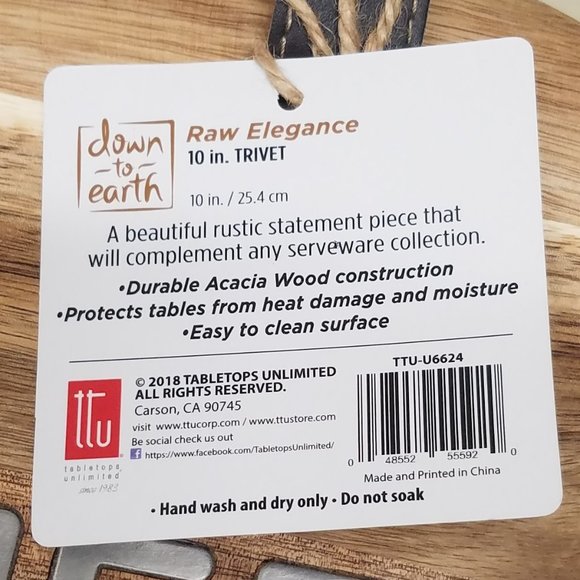 down
-to-
earth
Raw Elegance
10 in. TRIVET
10 in. / 25.4 cm
A beautiful rustic statement piece that
will complement any serveware collection.
•Durable Acacia Wood construction
•Protects tables from heat damage and moisture
•Easy to clean surface
ttu
®
tabletops
unlimited
since 1983
© 2018 TABLETOPS UNLIMITED
ALL RIGHTS RESERVED.
Carson, CA 90745
visit www.ttucorp.com / www.ttustore.com
Be social check us out
f https://www.facebook.com/TabletopsUnlimited/
TTU-U6624
0 48552 55592 0
Made and Printed in China
• Hand wash and dry only • Do not soak